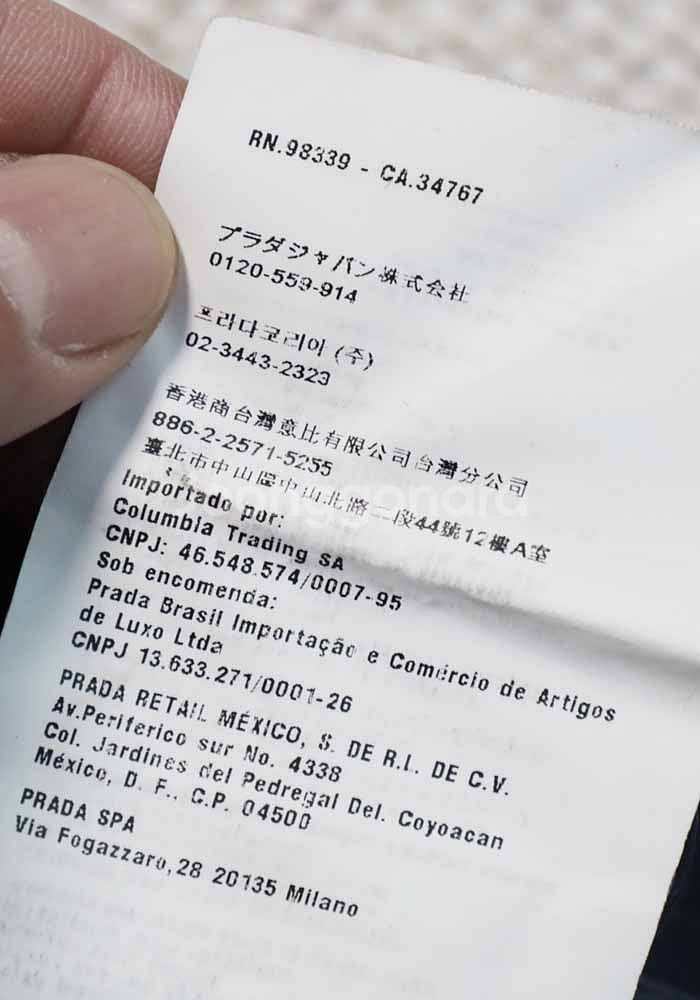 RN.98339 - CA.34767
プラダジャパン株式会社
0120-559-914
프라다코리아 (주)
02-3443-2323
香港商台灣意比有限公司台灣分公司
886-2-2571-5255
臺北市中山區中山北路二段44號12樓A室
Importado por:
Columbia Trading SA
CNPJ: 46.548.574/0007-95
Sob encomenda:
Prada Brasil Importação e Comércio de Artigos
de Luxo Ltda
CNPJ 13.633.271/0001-26
PRADA RETAIL MÉXICO, S. DE R.L. DE C.V.
Av.Periferico sur No. 4338
Col. Jardines del Pedregal Del. Coyoacan
México, D. F., C.P. 04500
PRADA SPA
Via Fogazzaro,28 20135 Milano